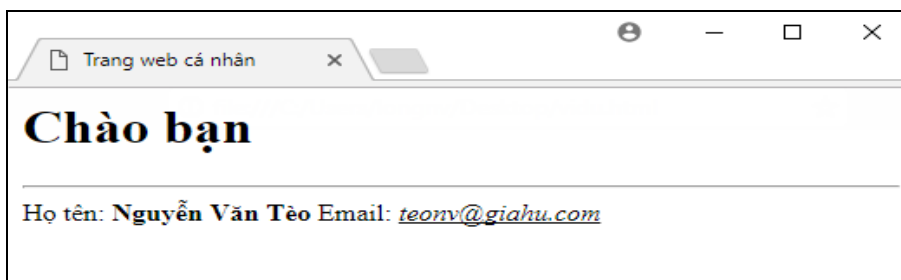 Trang web cá nhân
Chào bạn
Họ tên: Nguyễn Văn Tèo Email: teonv@giahu.com